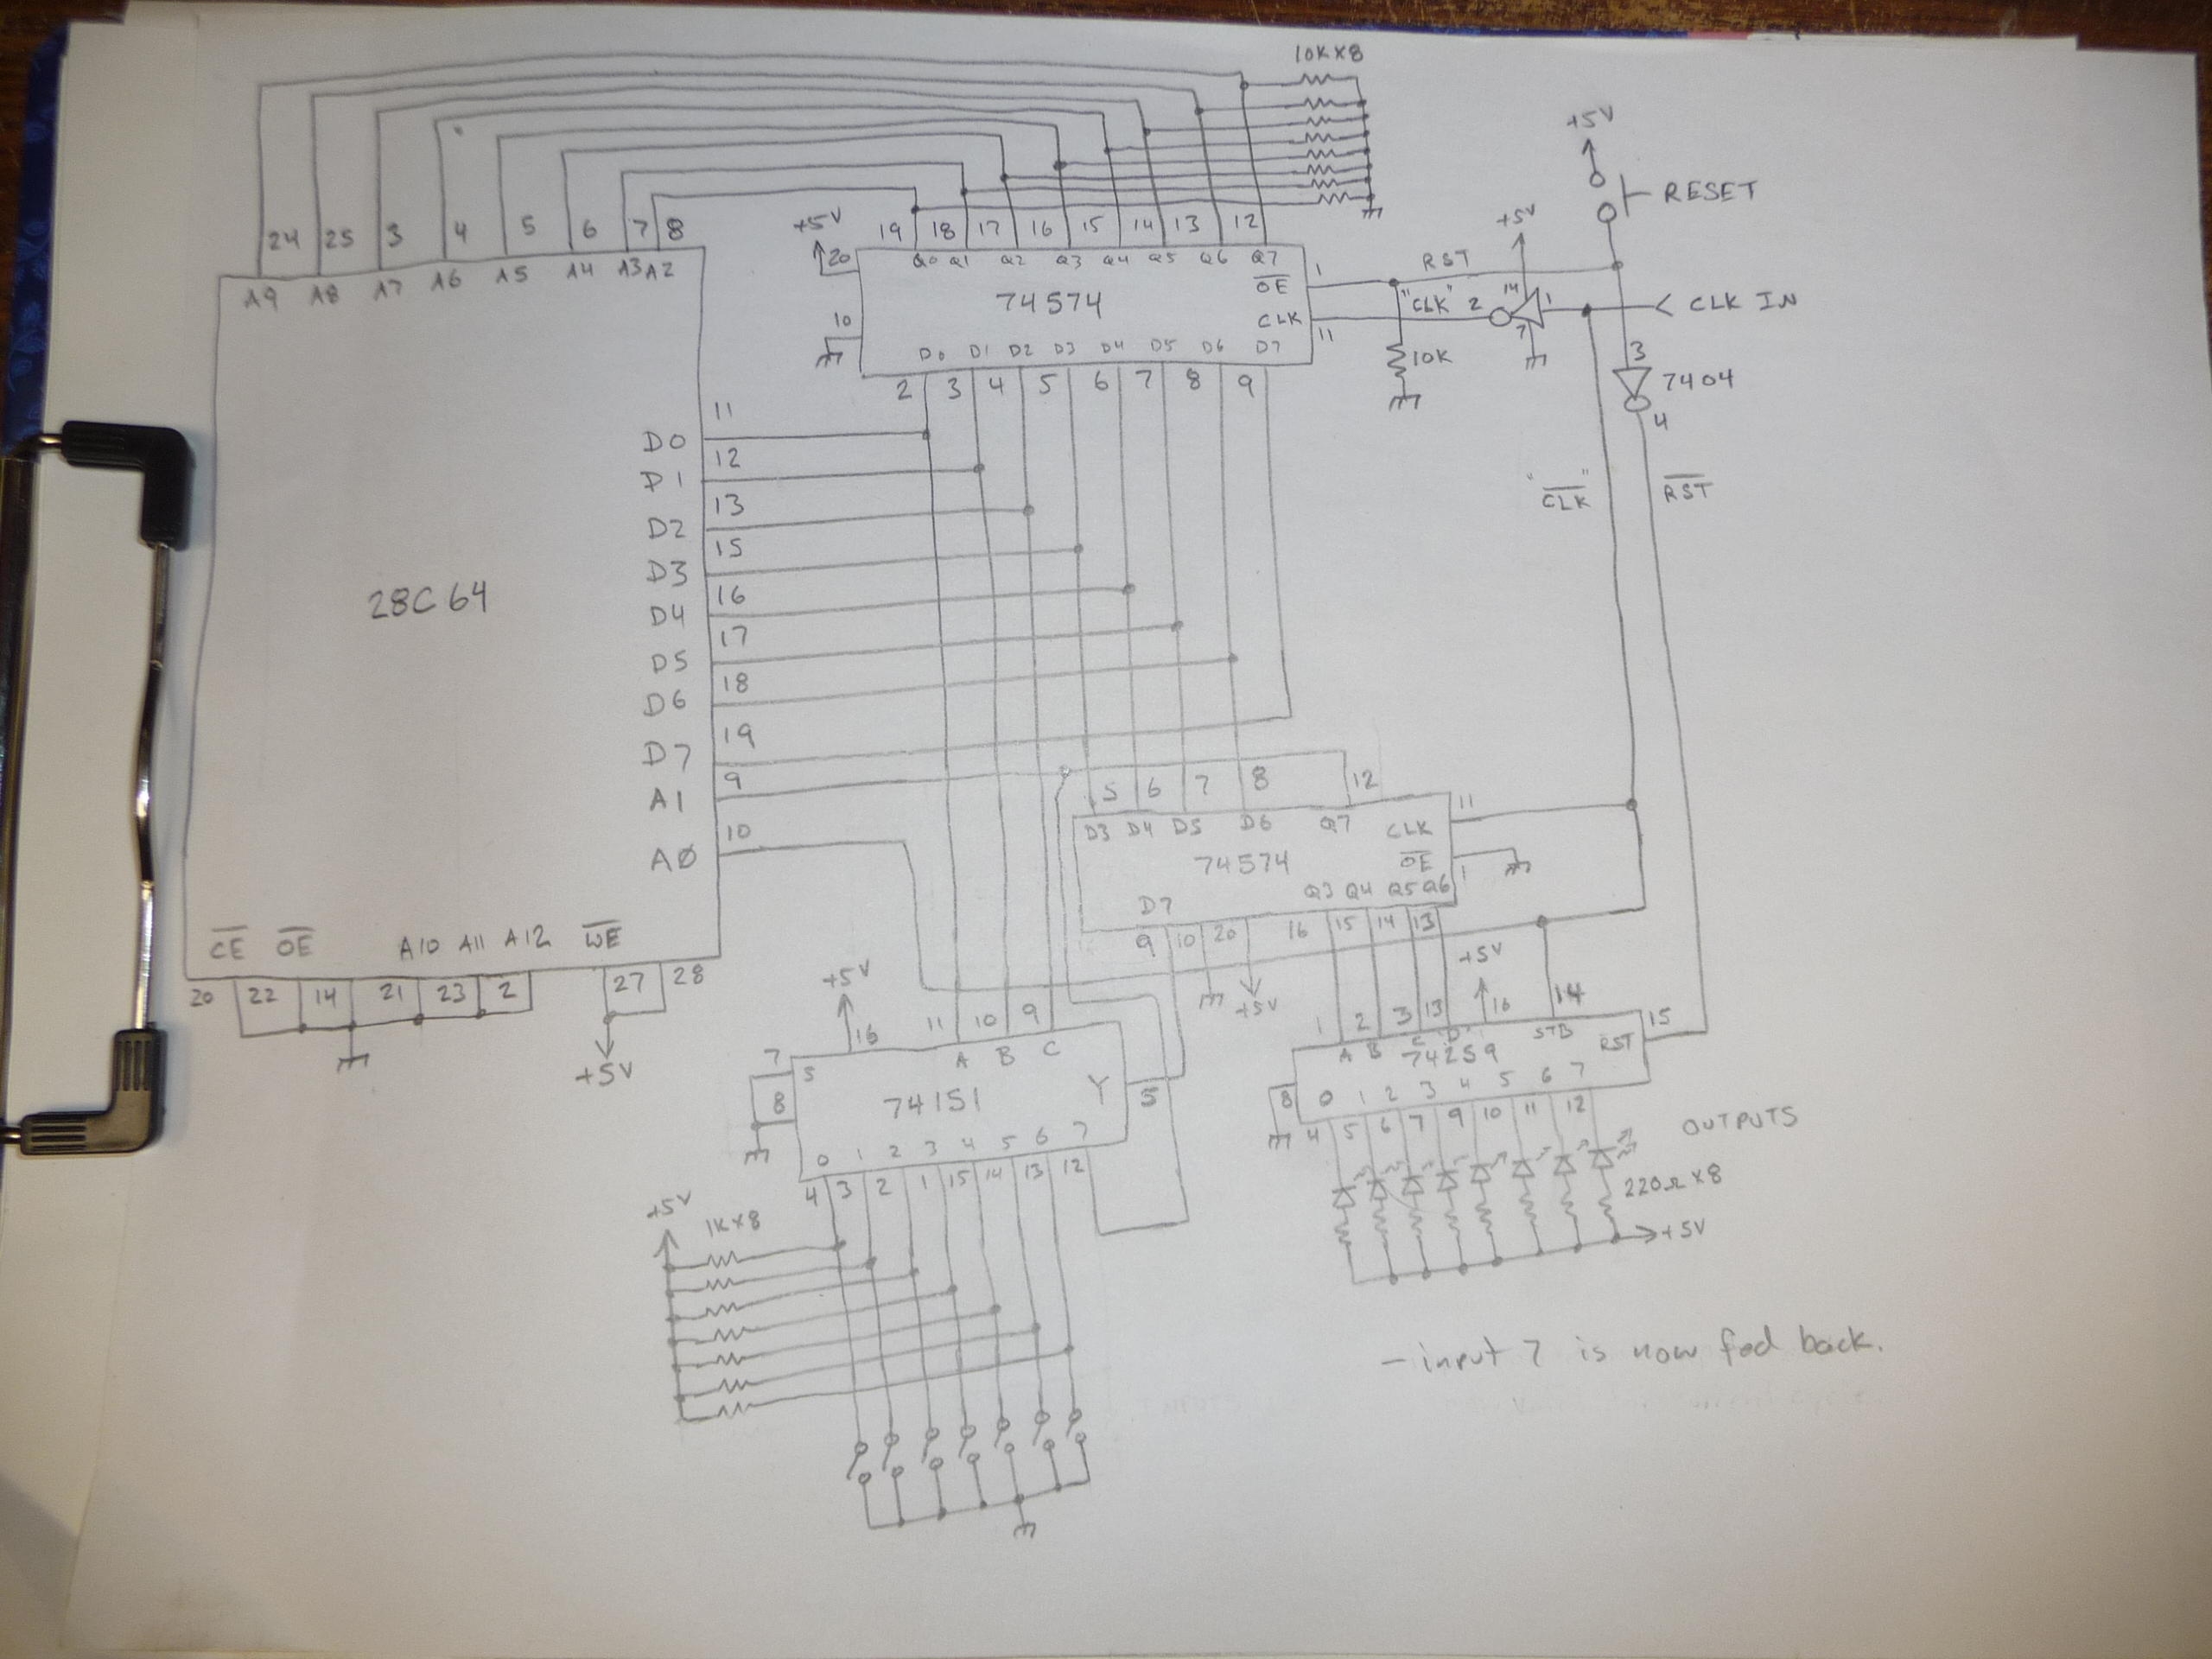 10K X 8
+5V
RESET
24 25 3 4 5 6 7 8
A9 A8 A7 A6 A5 A4 A3 A2
+5V
20
19 18 17 16 15 14 13 12
Q0 Q1 Q2 Q3 Q4 Q5 Q6 Q7
OE
1
RST
+5V
14
1
CLK IN
74574
10
CLK
11
"CLK" 2
7
10K
D0 D1 D2 D3 D4 D5 D6 D7
2 3 4 5 6 7 8 9
3
7404
4
"CLK"
RST
28C64
D0 11
D1 12
D2 13
D3 15
D4 16
D5 17
D6 18
D7 19
A1 9
A0 10
5 6 7 8 12
D3 D4 D5 D6 Q7
CLK 11
74574
OE 1
Q3 Q4 Q5 Q6
D7
9 10 20 16 15 14 13
+5V
CE OE A10 A11 A12 WE
20 22 14 21 23 2 27 28
+5V
+5V
16
11 10 9
A B C
7
S
8
74151
Y
5
0 1 2 3 4 5 6 7
4 3 2 1 15 14 13 12
+5V
1 2 3 13 16 14
A B C D STB
74259
RST
15
8
0 1 2 3 4 5 6 7
4 5 6 7 9 10 11 12
OUTPUTS
220Ω X8
+5V
+5V
1K X 8
- input 7 is now fed back.